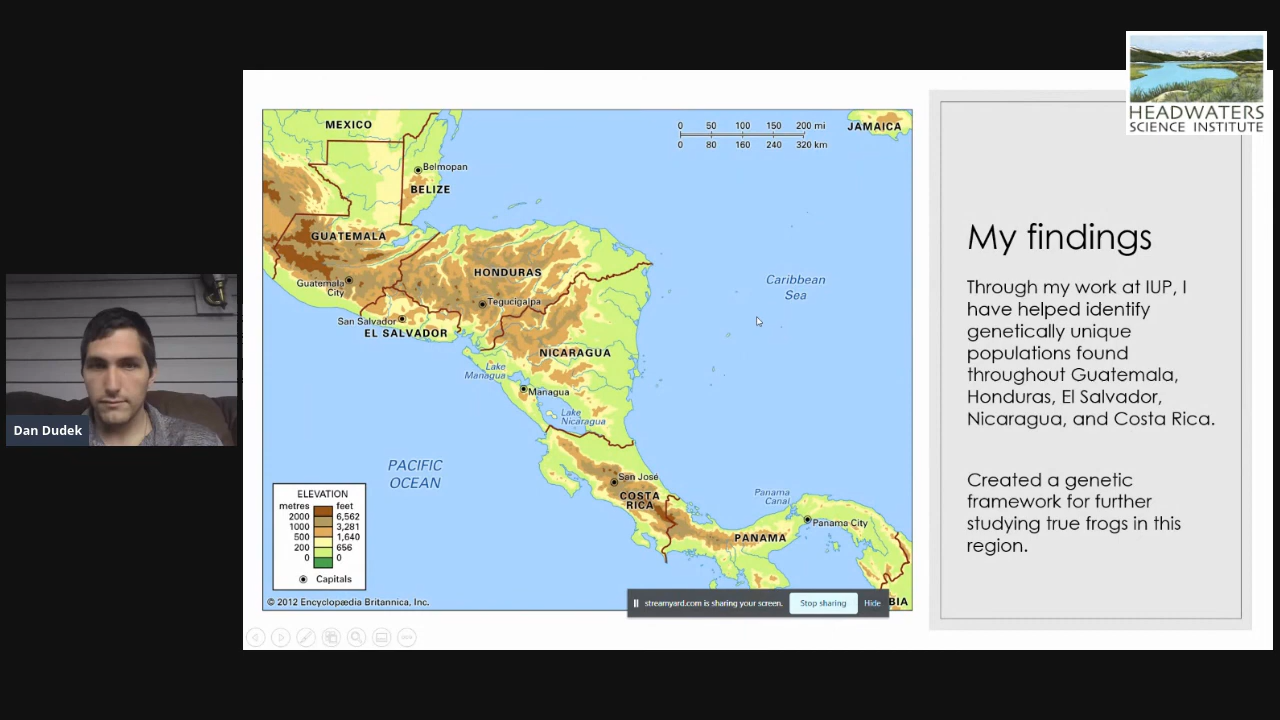 HEADWATERS
SCIENCE INSTITUTE
MEXICO
0 50 100 150 200 mi
0 80 160 240 320 km
JAMAICA
Belmopan
BELIZE
GUATEMALA
HONDURAS
Caribbean
Sea
Guatemala
City
Tegucigalpa
San Salvador
EL SALVADOR
NICARAGUA
Lake
Managua
Managua
Lake
Nicaragua
PACIFIC
OCEAN
San José
COSTA
RICA
Panama
Canal
Panama City
PANAMA
ELEVATION
metres feet
2000 6,562
1000 3,281
500 1,640
200 656
0 0
Capitals
© 2012 Encyclopædia Britannica, Inc.
BIA
streamyard.com is sharing your screen.
Stop sharing
Hide
My findings
Through my work at IUP, I
have helped identify
genetically unique
populations found
throughout Guatemala,
Honduras, El Salvador,
Nicaragua, and Costa Rica.
Created a genetic
framework for further
studying true frogs in this
region.
Dan Dudek